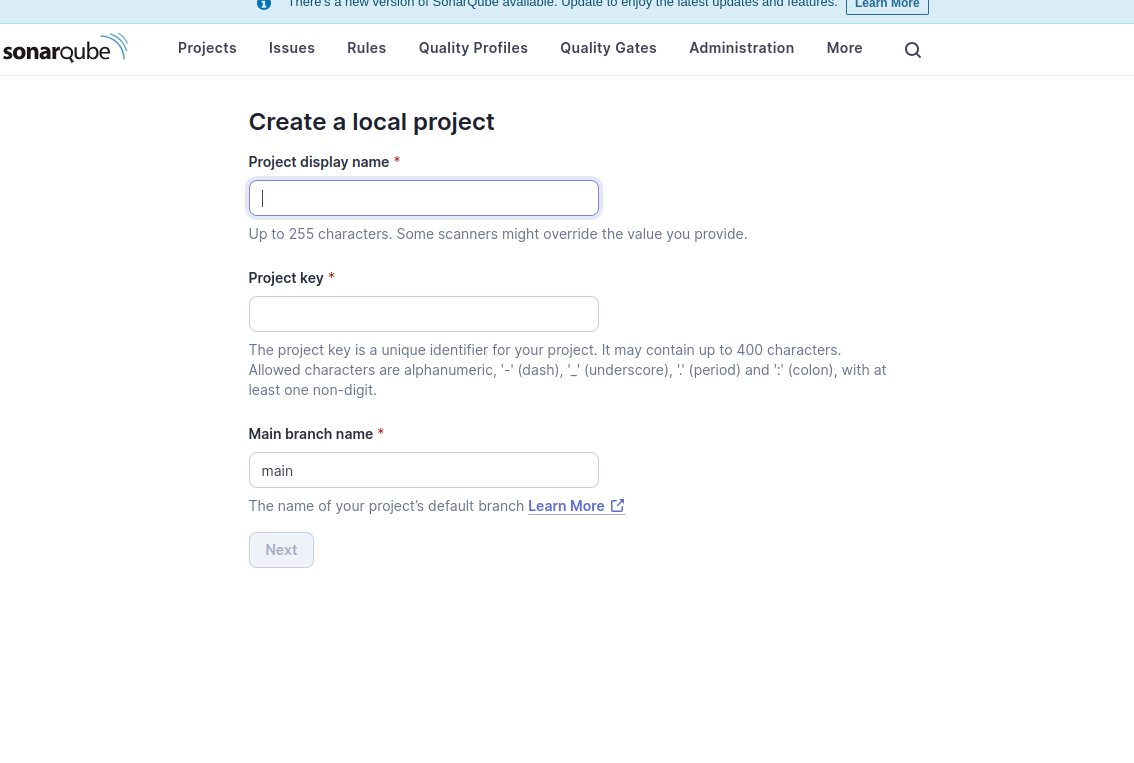 There's a new version of SonarQube available. Update to enjoy the latest updates and features. Learn More
sonarqube Projects Issues Rules Quality Profiles Quality Gates Administration More
Create a local project
Project display name *
Up to 255 characters. Some scanners might override the value you provide.
Project key *
The project key is a unique identifier for your project. It may contain up to 400 characters.
Allowed characters are alphanumeric, '-' (dash), '_' (underscore), '.' (period) and ':' (colon), with at
least one non-digit.
Main branch name *
main
The name of your project’s default branch Learn More
Next